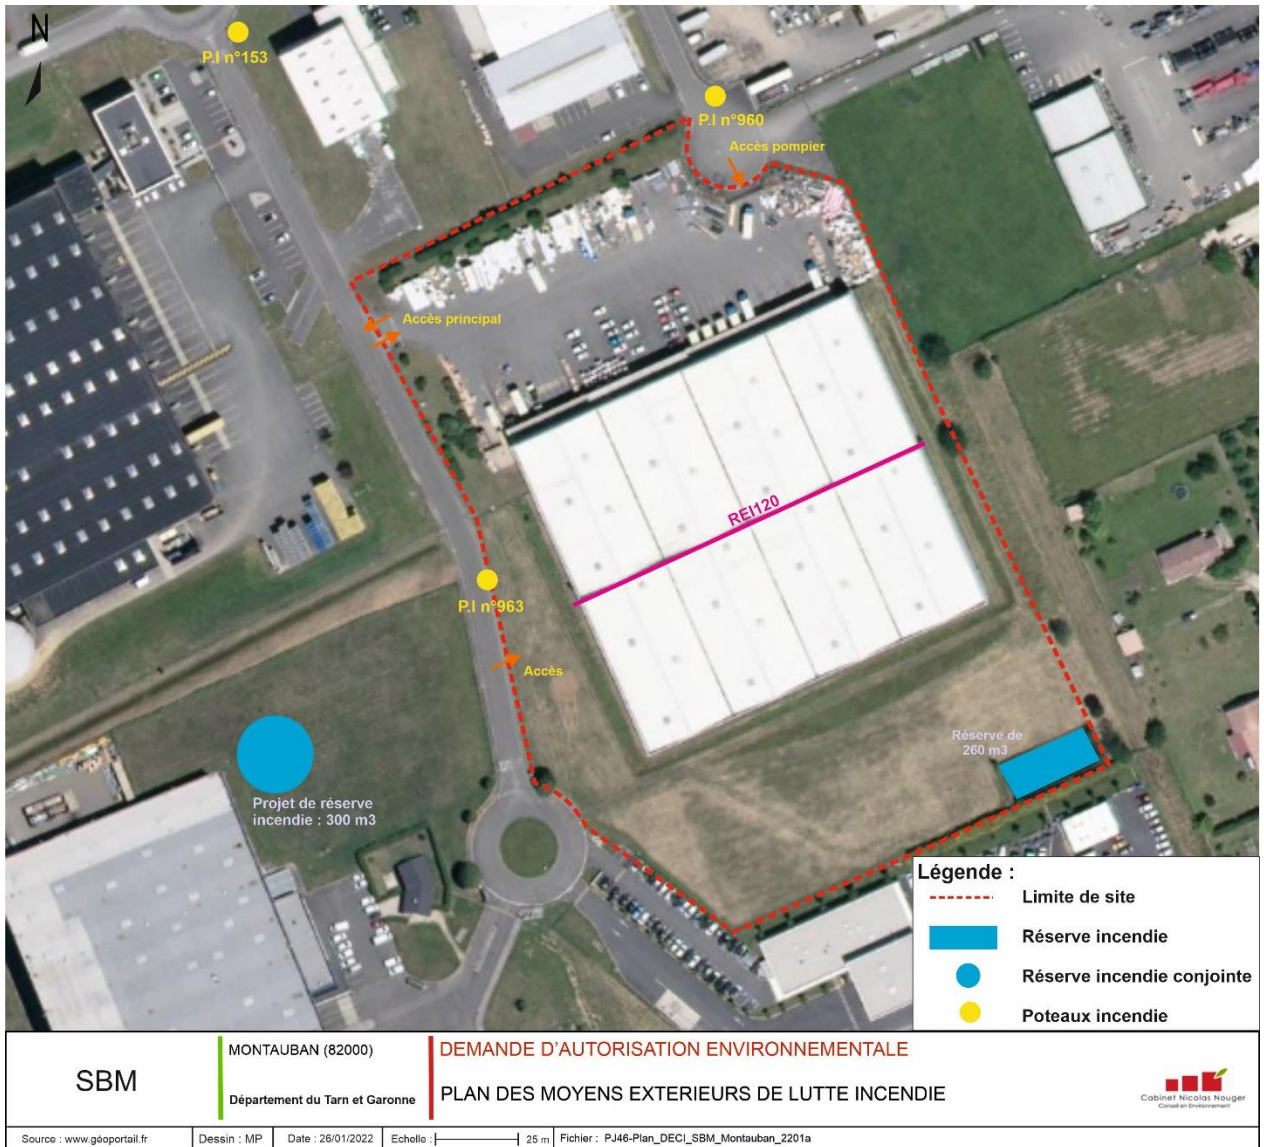 N
P.I n°153
P.I n°960
Accès pompier
Accès principal
REI120
P.I n°963
Accès
Réserve de
260 m3
Projet de réserve
incendie : 300 m3
Légende :
Limite de site
Réserve incendie
Réserve incendie conjointe
Poteaux incendie
SBM
MONTAUBAN (82000)
Département du Tarn et Garonne
DEMANDE D'AUTORISATION ENVIRONNEMENTALE
PLAN DES MOYENS EXTERIEURS DE LUTTE INCENDIE
Cabinet Nicolas Nouger
Conseil en Environnement
Source : www.géoportail.fr
Dessin : MP
Date : 26/01/2022
Echelle : 25 m
Fichier : PJ46-Plan_DECI_SBM_Montauban_2201a